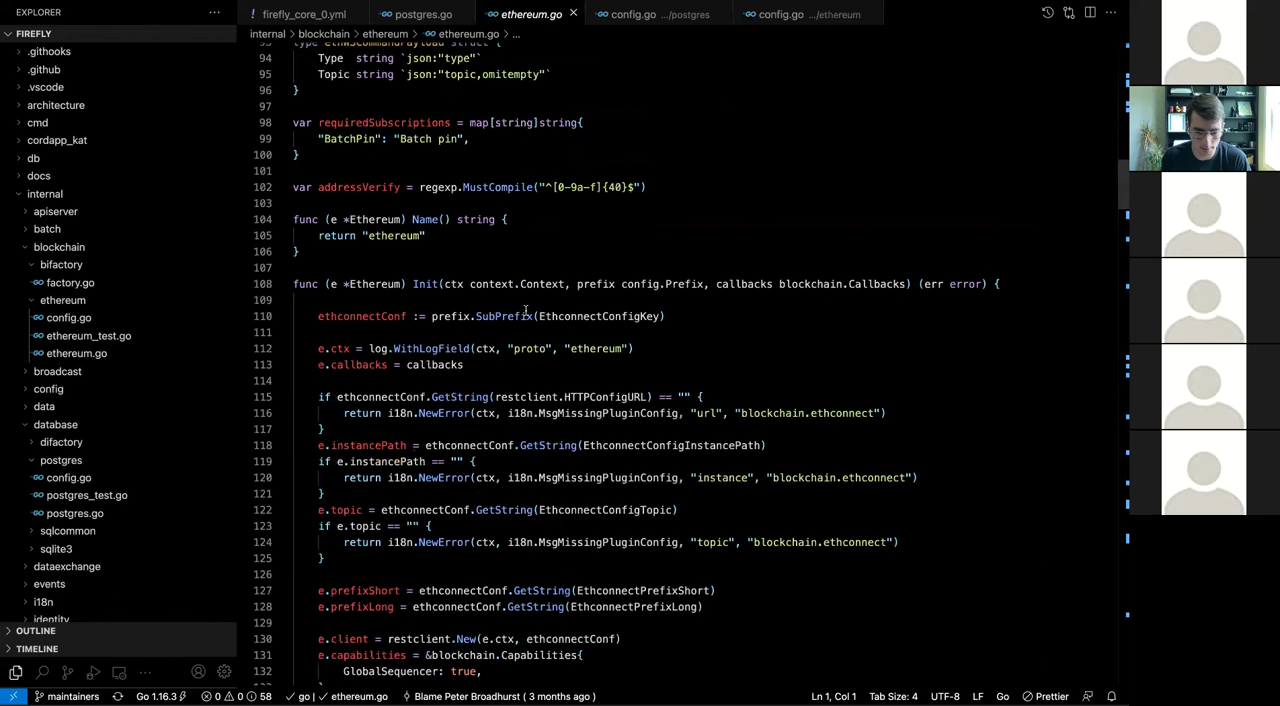 EXPLORER
FIREFLY
.githooks
.github
.vscode
architecture
cmd
cordapp_kat
db
docs
internal
apiserver
batch
blockchain
bifactory
factory.go
ethereum
config.go
ethereum_test.go
ethereum.go
broadcast
config
data
database
difactory
postgres
config.go
postgres_test.go
postgres.go
sqlcommon
sqlite3
dataexchange
events
i18n
identity
OUTLINE
TIMELINE
firefly_core_0.yml
postgres.go
ethereum.go
config.go .../postgres
config.go .../ethereum
internal > blockchain > ethereum > ethereum.go > ...
93 type ethWSCommandPayload struct {
94 Type  string `json:"type"`
95 Topic string `json:"topic,omitempty"`
96 }
97
98 var requiredSubscriptions = map[string]string{
99 "BatchPin": "Batch pin",
100 }
101
102 var addressVerify = regexp.MustCompile("^[0-9a-f]{40}$")
103
104 func (e *Ethereum) Name() string {
105 return "ethereum"
106 }
107
108 func (e *Ethereum) Init(ctx context.Context, prefix config.Prefix, callbacks blockchain.Callbacks) (err error) {
109
110 ethconnectConf := prefix.SubPrefix(EthconnectConfigKey)
111
112 e.ctx = log.WithLogField(ctx, "proto", "ethereum")
113 e.callbacks = callbacks
114
115 if ethconnectConf.GetString(restclient.HTTPConfigURL) == "" {
116 return i18n.NewError(ctx, i18n.MsgMissingPluginConfig, "url", "blockchain.ethconnect")
117 }
118 e.instancePath = ethconnectConf.GetString(EthconnectConfigInstancePath)
119 if e.instancePath == "" {
120 return i18n.NewError(ctx, i18n.MsgMissingPluginConfig, "instance", "blockchain.ethconnect")
121 }
122 e.topic = ethconnectConf.GetString(EthconnectConfigTopic)
123 if e.topic == "" {
124 return i18n.NewError(ctx, i18n.MsgMissingPluginConfig, "topic", "blockchain.ethconnect")
125 }
126
127 e.prefixShort = ethconnectConf.GetString(EthconnectPrefixShort)
128 e.prefixLong = ethconnectConf.GetString(EthconnectPrefixLong)
129
130 e.client = restclient.New(e.ctx, ethconnectConf)
131 e.capabilities = &blockchain.Capabilities{
132 GlobalSequencer: true,
maintainers Go 1.16.3 0 0 58 go ethereum.go Blame Peter Broadhurst ( 3 months ago ) Ln 1, Col 1 Tab Size: 4 UTF-8 LF Go Prettier